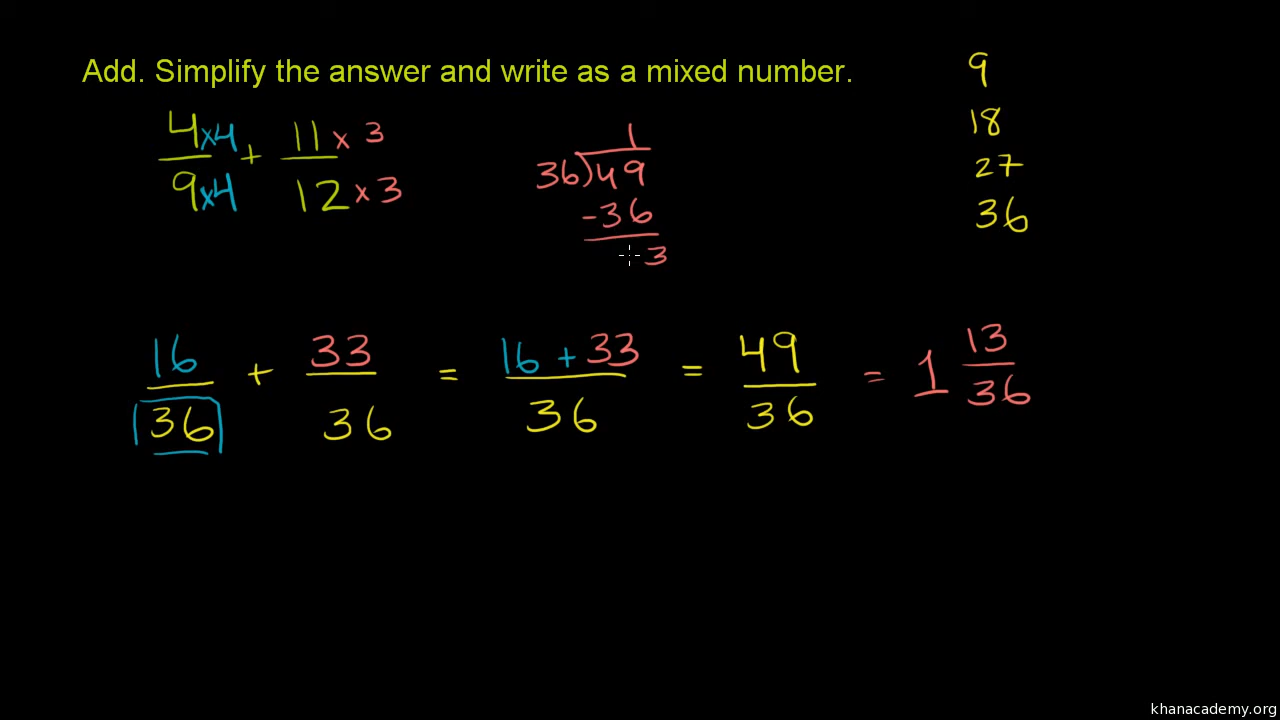 Add. Simplify the answer and write as a mixed number.
4x4 + 11 x 3
9x4 12 x 3
1
36)49
-36
3
9
18
27
36
16 + 33 = 16 + 33 = 49 = 1 13
36 36 36 36 36
khanacademy.org